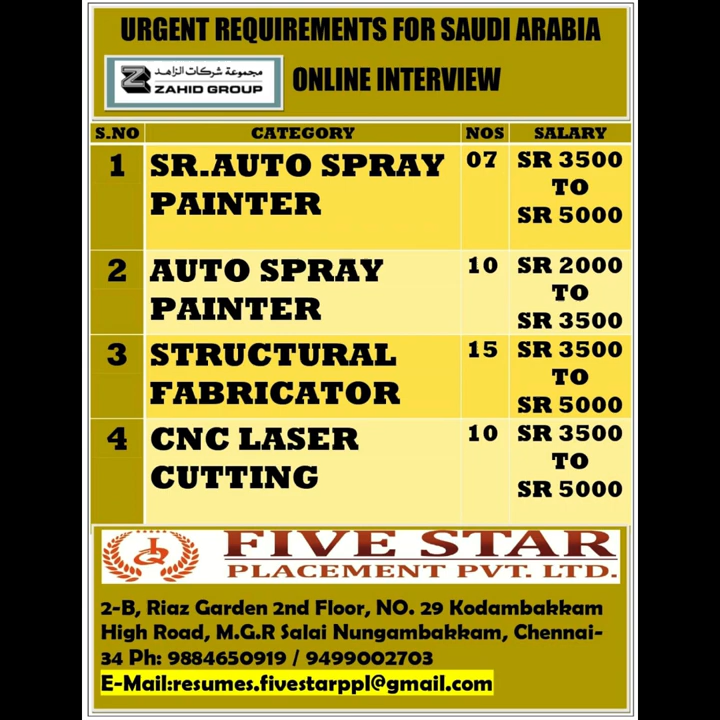 URGENT REQUIREMENTS FOR SAUDI ARABIA
مجموعة شركات الزاهد
ZAHID GROUP
ONLINE INTERVIEW
S.NO CATEGORY NOS SALARY
1 SR.AUTO SPRAY PAINTER 07 SR 3500 TO SR 5000
2 AUTO SPRAY PAINTER 10 SR 2000 TO SR 3500
3 STRUCTURAL FABRICATOR 15 SR 3500 TO SR 5000
4 CNC LASER CUTTING 10 SR 3500 TO SR 5000
FIVE STAR
PLACEMENT PVT. LTD.
2-B, Riaz Garden 2nd Floor, NO. 29 Kodambakkam
High Road, M.G.R Salai Nungambakkam, Chennai-
34 Ph: 9884650919 / 9499002703
E-Mail:resumes.fivestarppl@gmail.com